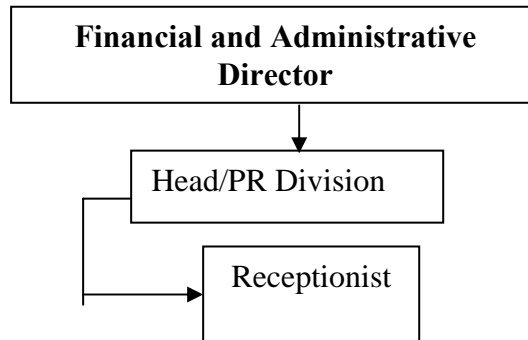 Financial and Administrative
Director
Head/PR Division
Receptionist